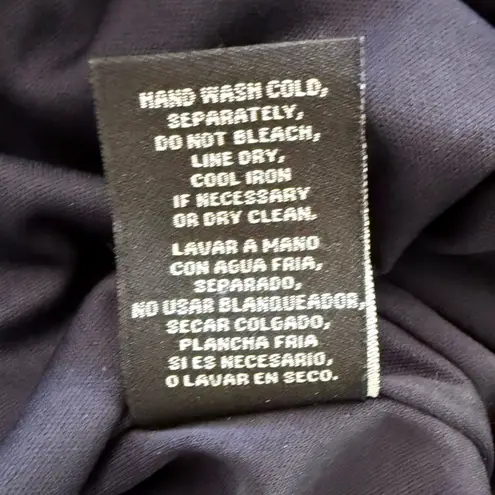 HAND WASH COLD,
SEPARATELY,
DO NOT BLEACH,
LINE DRY,
COOL IRON
IF NECESSARY
OR DRY CLEAN.
LAVAR A MANO
CON AGUA FRIA,
SEPARADO,
NO USAR BLANQUEADOR,
SECAR COLGADO,
PLANCHA FRIA
SI ES NECESARIO,
O LAVAR EN SECO.